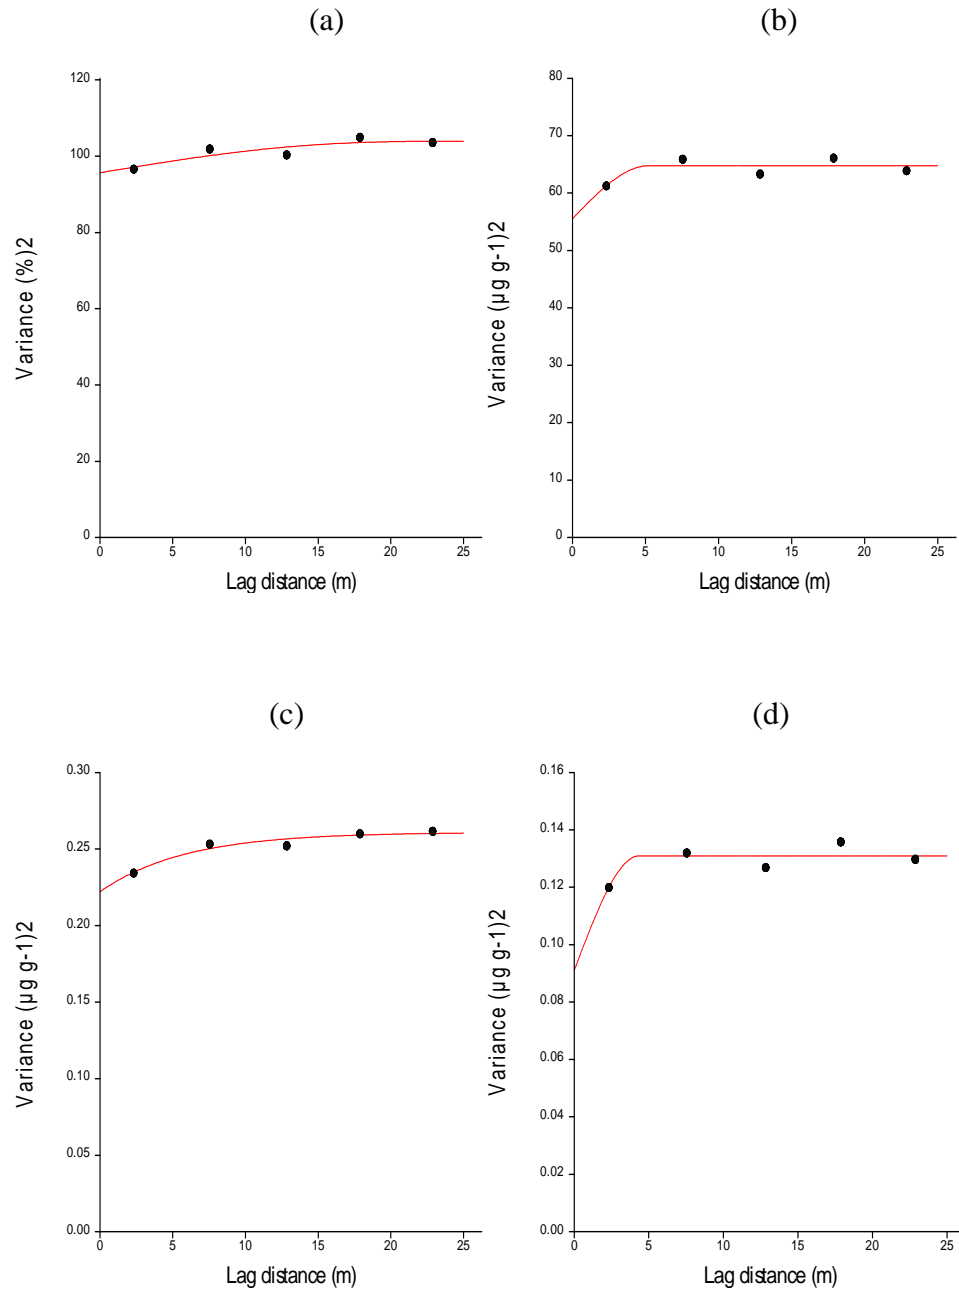 (a)
120
100
80
60
40
20
0
Variance (%)2
0 5 10 15 20 25
Lag distance (m)
(b)
80
70
60
50
40
30
20
10
0
Variance (µg g-1)2
0 5 10 15 20 25
Lag distance (m)
(c)
0.30
0.25
0.20
0.15
0.10
0.05
0.00
Variance (µg g-1)2
0 5 10 15 20 25
Lag distance (m)
(d)
0.16
0.14
0.12
0.10
0.08
0.06
0.04
0.02
0.00
Variance (µg g-1)2
0 5 10 15 20 25
Lag distance (m)